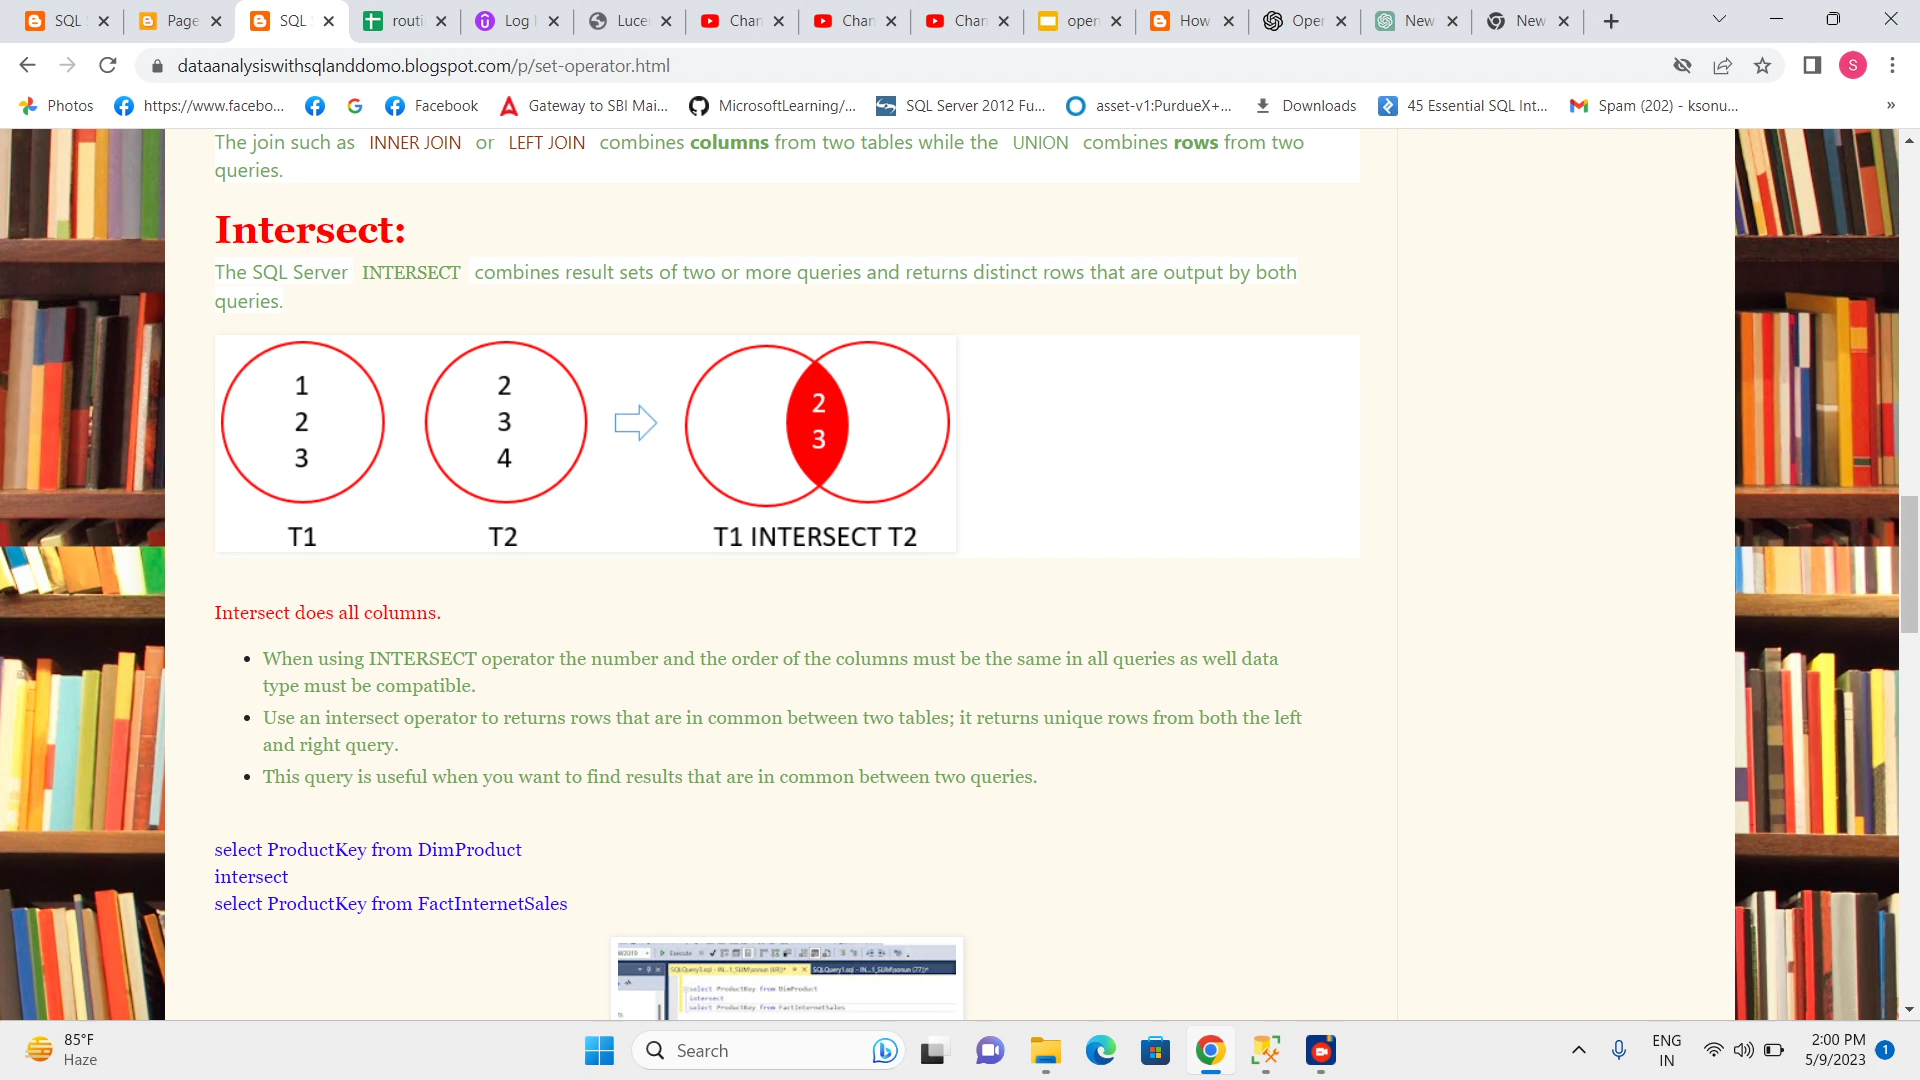 SQL
Page
SQL
routi
Log
Luce
Chan
Chan
Chan
open
How
Oper
New
New
dataanalysiswithsqlanddomo.blogspot.com/p/set-operator.html
S
Photos
https://www.facebo...
Facebook
Gateway to SBI Mai...
MicrosoftLearning/...
SQL Server 2012 Fu...
asset-v1:PurdueX+...
Downloads
45 Essential SQL Int...
Spam (202) - ksonu...
»
The join such as INNER JOIN or LEFT JOIN combines columns from two tables while the UNION combines rows from two
queries.
Intersect:
The SQL Server INTERSECT combines result sets of two or more queries and returns distinct rows that are output by both
queries.
1
2
3
T1
2
3
4
T2
2
3
T1 INTERSECT T2
Intersect does all columns.
• When using INTERSECT operator the number and the order of the columns must be the same in all queries as well data
type must be compatible.
• Use an intersect operator to returns rows that are in common between two tables; it returns unique rows from both the left
and right query.
• This query is useful when you want to find results that are in common between two queries.
select ProductKey from DimProduct
intersect
select ProductKey from FactInternetSales
Execute
select ProductKey from DimProduct
intersect
select ProductKey from FactInternetSales
85°F
Haze
Search
ENG
IN
2:00 PM
5/9/2023
1